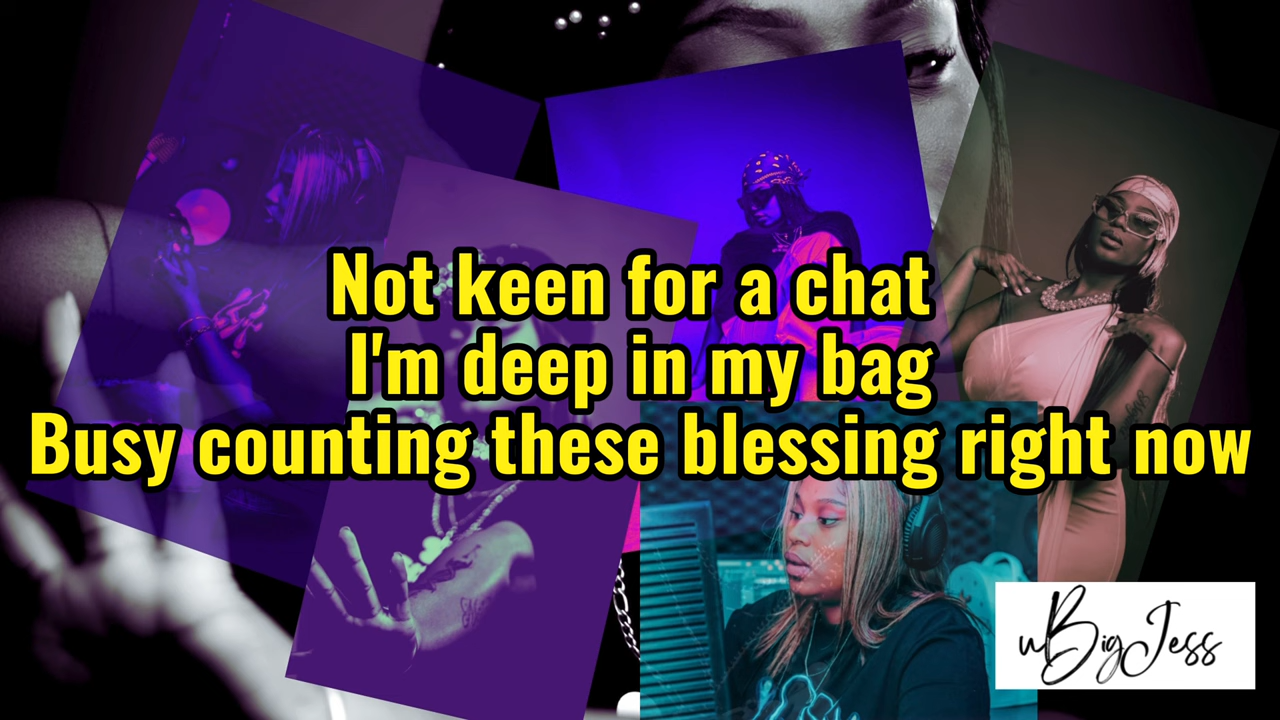 Not keen for a chat
I'm deep in my bag
Busy counting these blessing right now
uBigJess